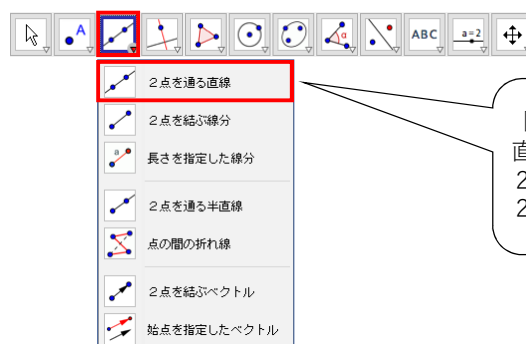 A
α
ABC
a=2
２点を通る直線
２点を結ぶ線分
a
長さを指定した線分
２点を通る半直線
点の間の折れ線
２点を結ぶベクトル
始点を指定したベクトル
直
2
2